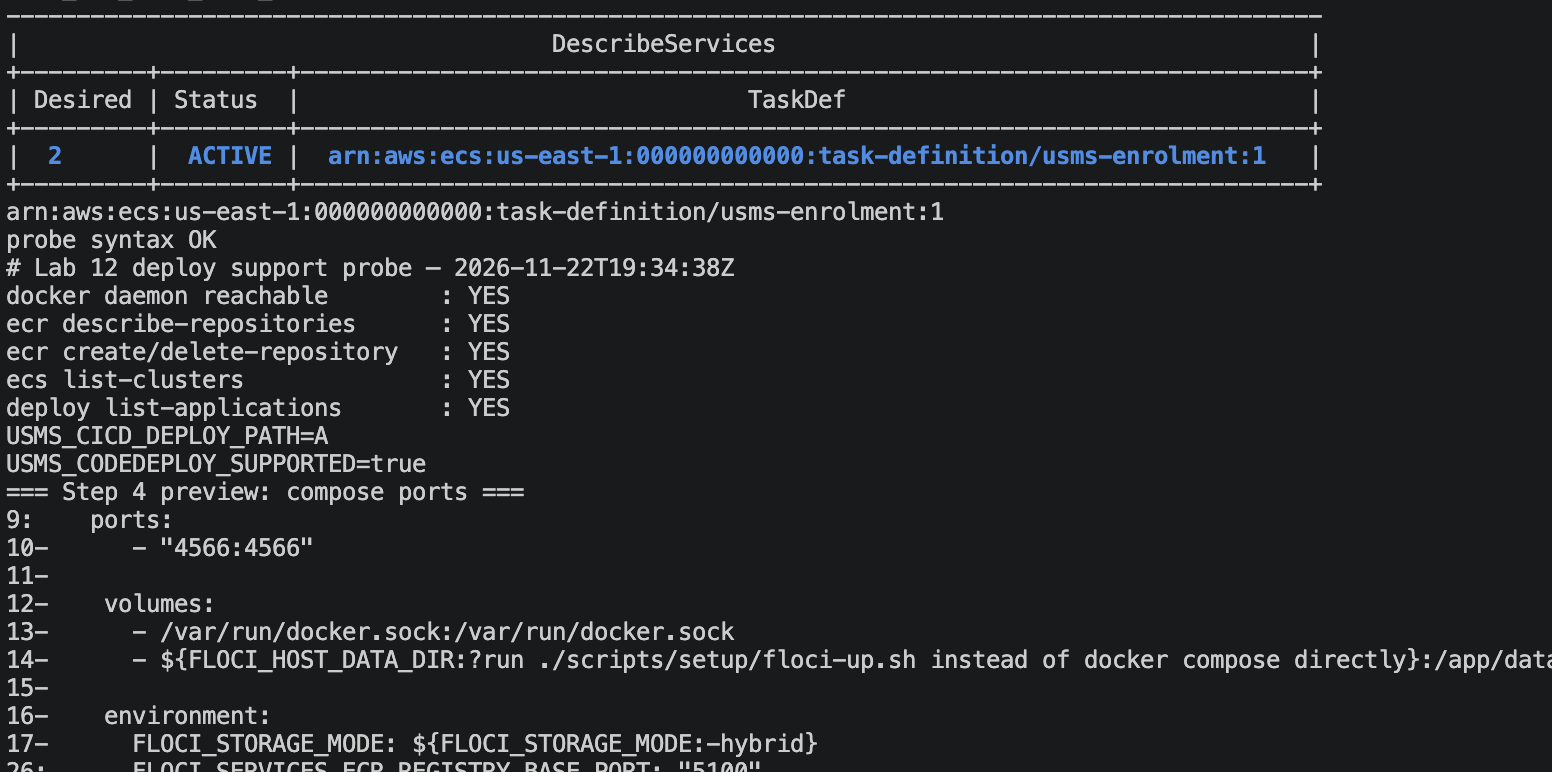 DescribeServices
| Desired | Status | TaskDef |
| 2 | ACTIVE | arn:aws:ecs:us-east-1:000000000000:task-definition/usms-enrolment:1 |
arn:aws:ecs:us-east-1:000000000000:task-definition/usms-enrolment:1
probe syntax OK
# Lab 12 deploy support probe — 2026-11-22T19:34:38Z
docker daemon reachable : YES
ecr describe-repositories : YES
ecr create/delete-repository : YES
ecs list-clusters : YES
deploy list-applications : YES
USMS_CICD_DEPLOY_PATH=A
USMS_CODEDEPLOY_SUPPORTED=true
=== Step 4 preview: compose ports ===
9: ports:
10- - "4566:4566"
11-
12- volumes:
13- - /var/run/docker.sock:/var/run/docker.sock
14- - ${FLOCI_HOST_DATA_DIR:?run ./scripts/setup/floci-up.sh instead of docker compose directly}:/app/data
15-
16- environment:
17- FLOCI_STORAGE_MODE: ${FLOCI_STORAGE_MODE:-hybrid}
26: FLOCI_SERVICES_ECR_REGISTRY_BASE_PORT: "5100"